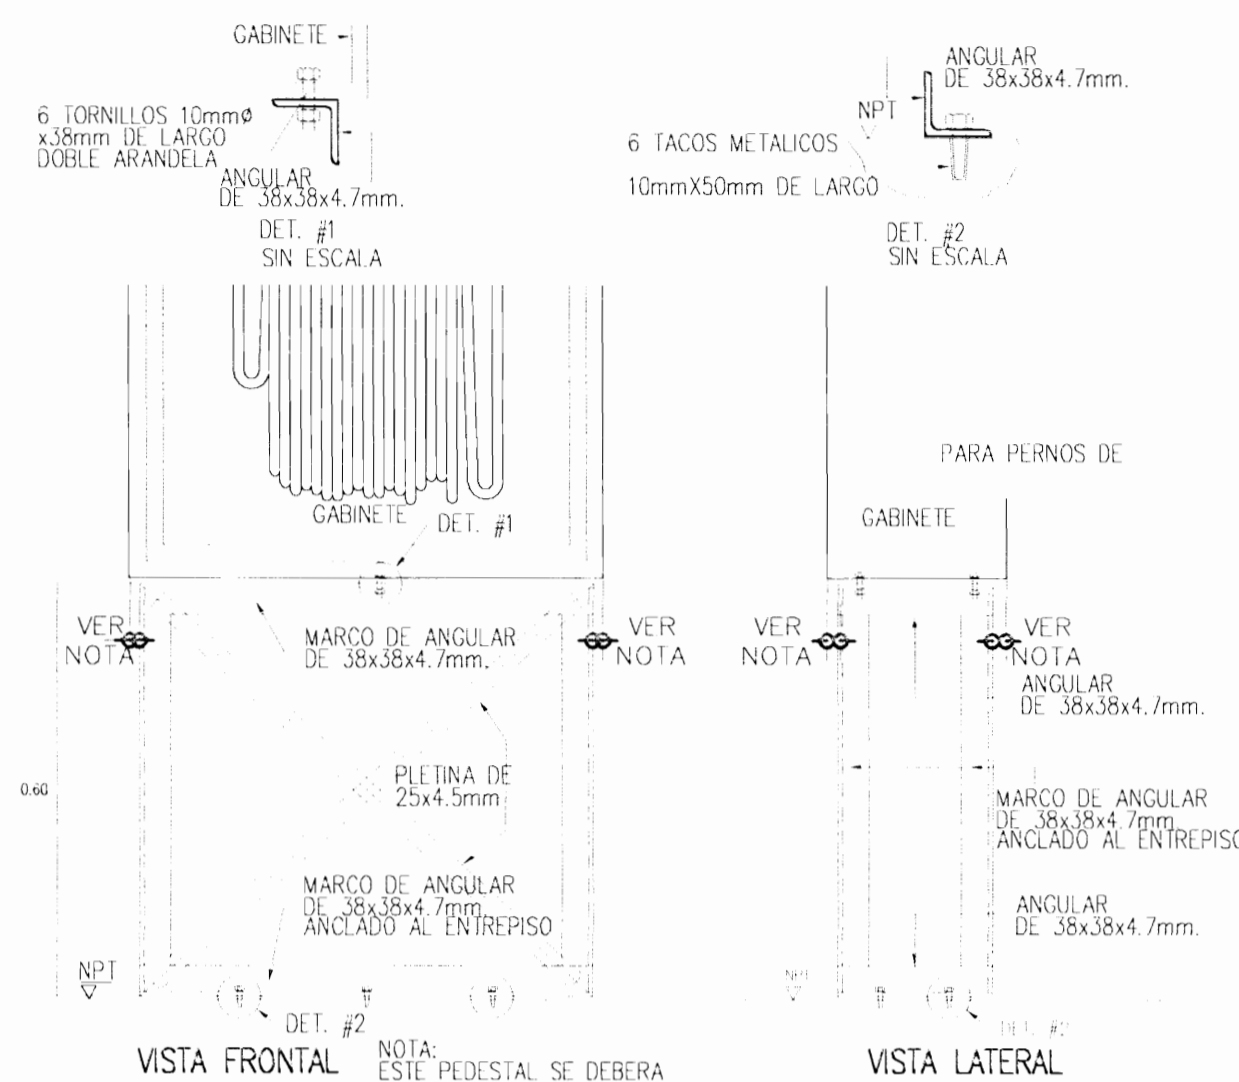 GABINETE
6 TORNILLOS 10mmø
x38mm DE LARGO
DOBLE ARANDELA
ANGULAR
DE 38x38x4.7mm.
DET. #1
SIN ESCALA
ANGULAR
DE 38x38x4.7mm.
NPT
6 TACOS METALICOS
10mmX50mm DE LARGO
DET. #2
SIN ESCALA
GABINETE
DET. #1
VER
NOTA
VER
NOTA
MARCO DE ANGULAR
DE 38x38x4.7mm.
PLETINA DE
25x4.5mm
0.60
MARCO DE ANGULAR
DE 38x38x4.7mm.
ANCLADO AL ENTREPISO
NPT
DET. #2
VISTA FRONTAL
NOTA:
ESTE PEDESTAL SE DEBERA
PARA PERNOS DE
GABINETE
VER
NOTA
VER
NOTA
ANGULAR
DE 38x38x4.7mm.
MARCO DE ANGULAR
DE 38x38x4.7mm
ANCLADO AL ENTREPISO
ANGULAR
DE 38x38x4.7mm.
NPT
DET. #2
VISTA LATERAL